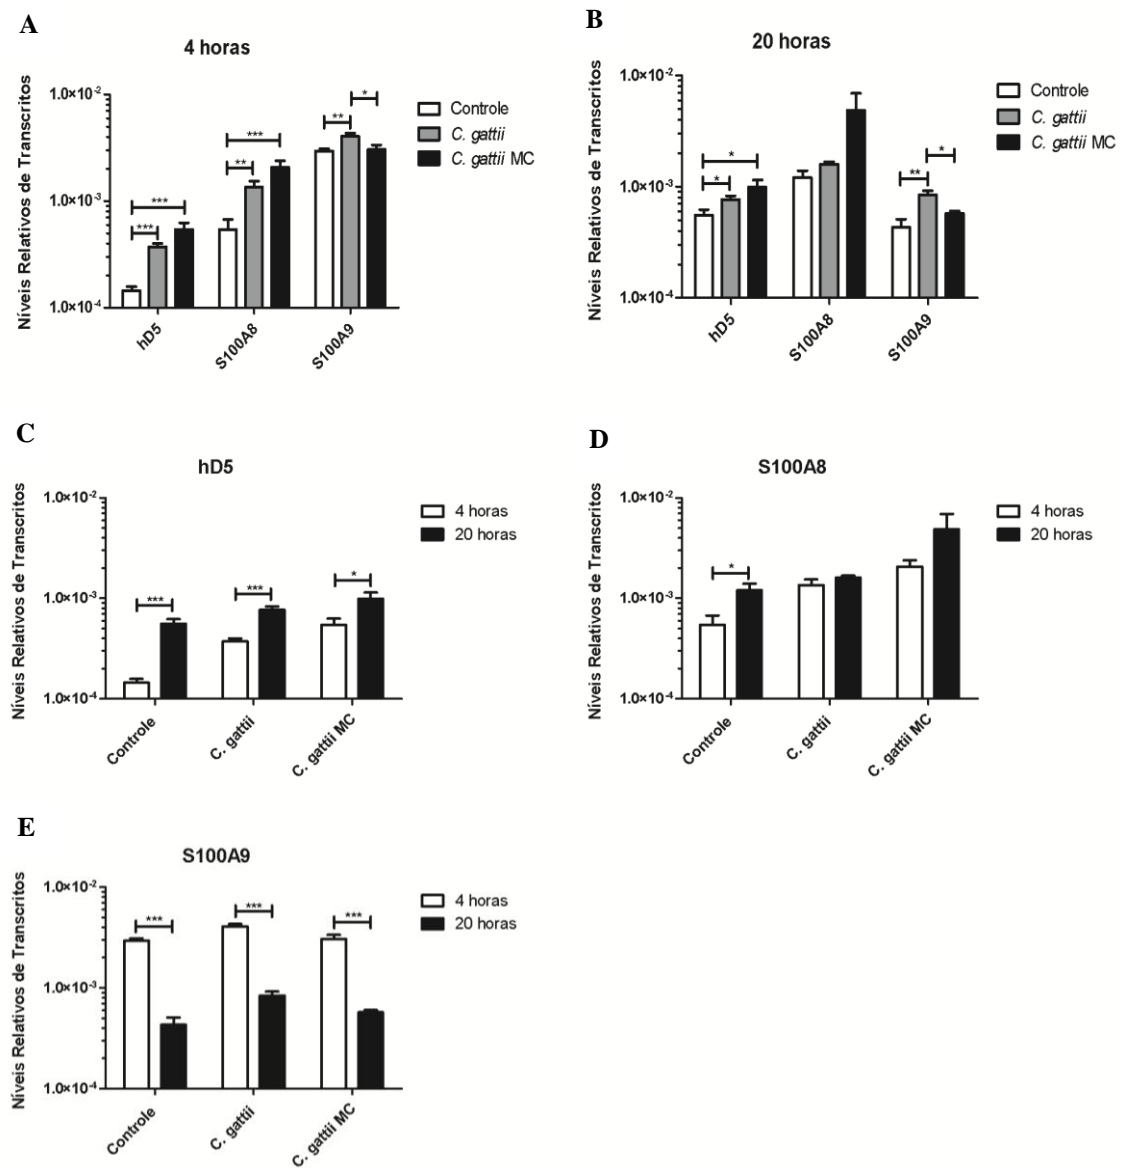 A
4 horas
Níveis Relativos de Transcritos
1.0×10-2
1.0×10-3
1.0×10-4
***
***
**
***
**
*
hD5
S100A8
S100A9
Controle
C. gattii
C. gattii MC
B
20 horas
Níveis Relativos de Transcritos
1.0×10-2
1.0×10-3
1.0×10-4
*
*
**
*
hD5
S100A8
S100A9
Controle
C. gattii
C. gattii MC
C
hD5
Níveis Relativos de Transcritos
1.0×10-2
1.0×10-3
1.0×10-4
***
***
*
Controle
C. gattii
C. gattii MC
4 horas
20 horas
D
S100A8
Níveis Relativos de Transcritos
1.0×10-2
1.0×10-3
1.0×10-4
*
Controle
C. gattii
C. gattii MC
4 horas
20 horas
E
S100A9
Níveis Relativos de Transcritos
1.0×10-2
1.0×10-3
1.0×10-4
***
***
***
Controle
C. gattii
C. gattii MC
4 horas
20 horas